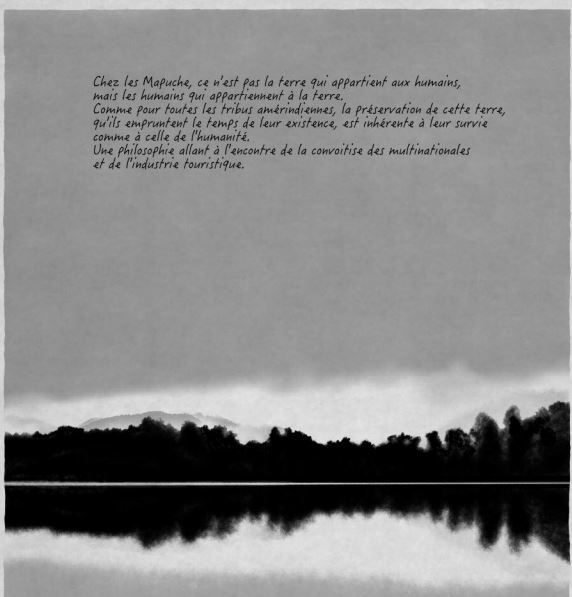 Chez les Mapuche, ce n'est pas la terre qui appartient aux humains,
mais les humains qui appartiennent à la terre.
Comme pour toutes les tribus amérindiennes, la préservation de cette terre,
qu'ils empruntent le temps de leur existence, est inhérente à leur survie
comme à celle de l'humanité.
Une philosophie allant à l'encontre de la convoitise des multinationales
et de l'industrie touristique.